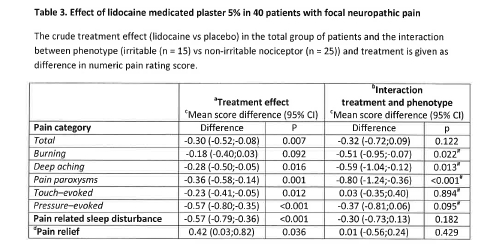 Table 3. Effect of lidocaine medicated plaster 5% in 40 patients with focal neuropathic pain
The crude treatment effect (lidocaine vs placebo) in the total group of patients and the interaction
between phenotype (irritable (n = 15) vs non-irritable nociceptor (n = 25)) and treatment is given as
difference in numeric pain rating score.
bInteraction
aTreatment effect treatment and phenotype
cMean score difference (95% CI) cMean score difference (95% CI)
Pain category Difference P Difference p
Total -0.30 (-0.52;-0.08) 0.007 -0.32 (-0.72;0.09) 0.122
Burning -0.18 (-0.40;0.03) 0.092 -0.51 (-0.95;-0.07) 0.022#
Deep aching -0.28 (-0.50;-0.05) 0.016 -0.59 (-1.04;-0.12) 0.013#
Pain paroxysms -0.36 (-0.58;-0.14) 0.001 -0.80 (-1.24;-0.36) <0.001#
Touch–evoked -0.23 (-0.41;-0.05) 0.012 0.03 (-0.35;0.40) 0.894#
Pressure–evoked -0.57 (-0.80;-0.35) <0.001 -0.37 (-0.81;0.06) 0.095#
Pain related sleep disturbance -0.57 (-0.79;-0.36) <0.001 -0.30 (-0.73;0.13) 0.182
dPain relief 0.42 (0.03;0.82) 0.036 0.01 (-0.56;0.24) 0.429